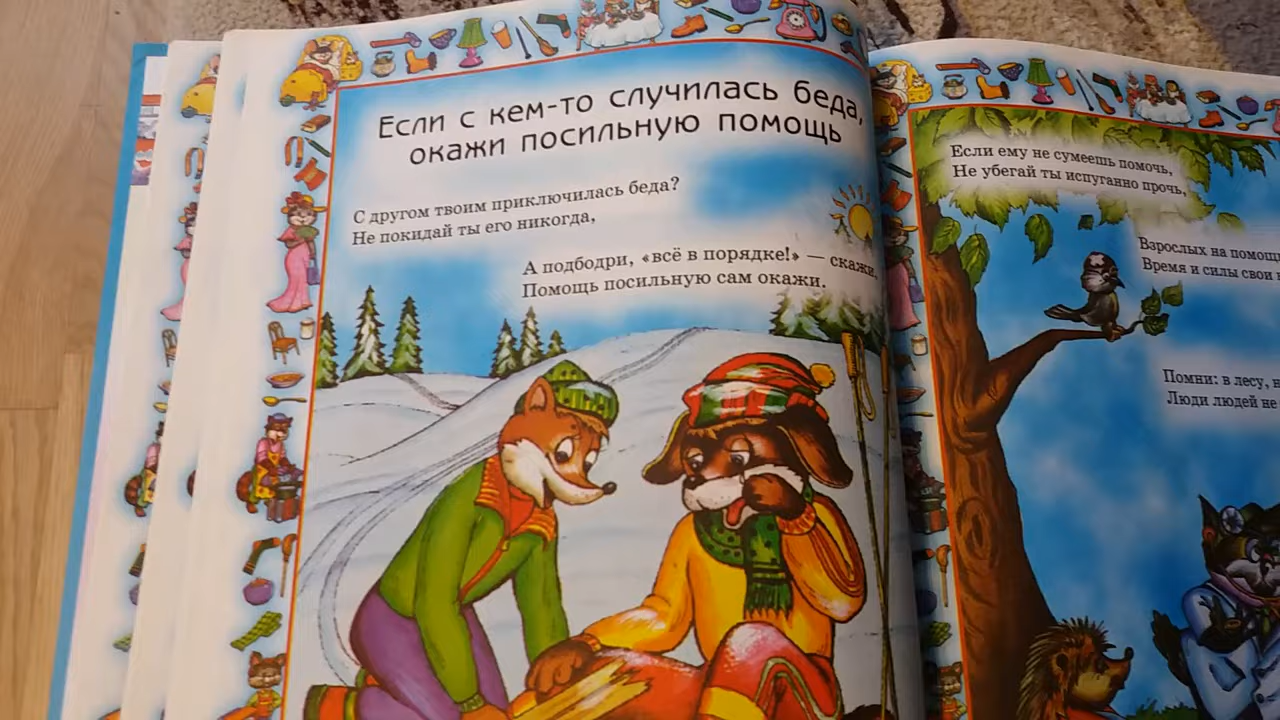 Если с кем-то случилась беда,
окажи посильную помощь
С другом твоим приключилась беда?
Не покидай ты его никогда,
А подбодри, «всё в порядке!» — скажи,
Помощь посильную сам окажи.
Если ему не сумеешь помочь,
Не убегай ты испуганно прочь,
Взрослых на помощь
Время и силы свои
Помни: в лесу,
Люди людей не